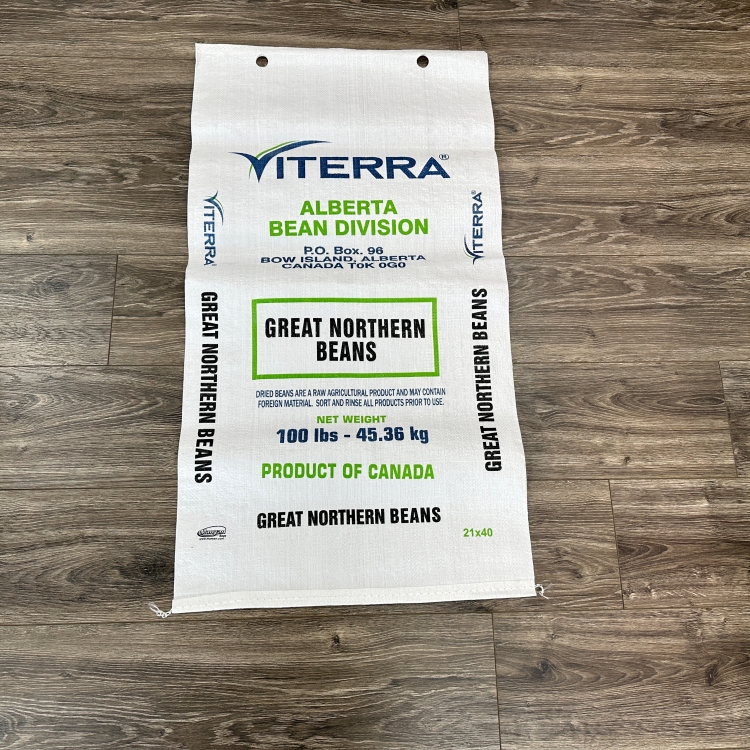 VITERRA®
ALBERTA
BEAN DIVISION
P.O. Box. 96
BOW ISLAND, ALBERTA
CANADA T0K 0G0
VITERRA
VITERRA®
GREAT NORTHERN BEANS
GREAT NORTHERN
BEANS
GREAT NORTHERN BEANS
DRIED BEANS ARE A RAW AGRICULTURAL PRODUCT AND MAY CONTAIN
FOREIGN MATERIAL. SORT AND RINSE ALL PRODUCTS PRIOR TO USE.
NET WEIGHT
100 lbs - 45.36 kg
PRODUCT OF CANADA
GREAT NORTHERN BEANS
21x40